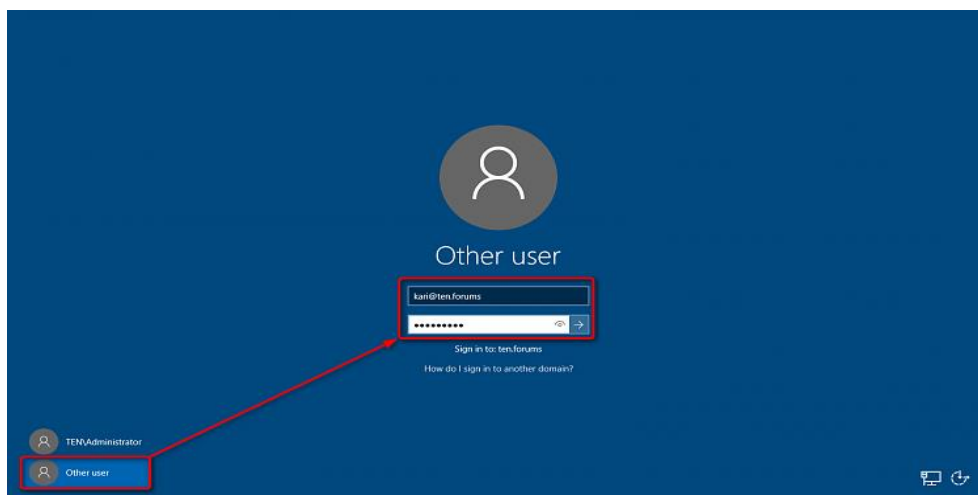 Other user
kari@ten.forums
•••••••••
Sign in to: ten.forums
How do I sign in to another domain?
TEN\Administrator
Other user